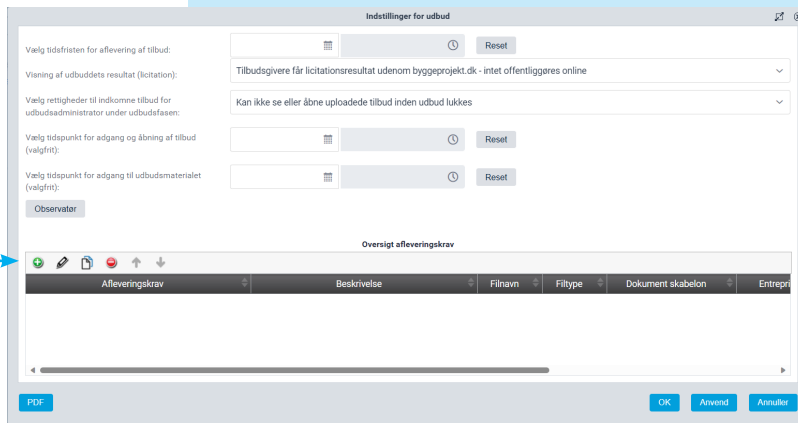 Indstillinger for udbud
Vælg tidsfristen for aflevering af tilbud:
Reset
Visning af udbuddets resultat (licitation):
Tilbudsgivere får licitationsresultat udenom byggeprojekt.dk - intet offentliggøres online
Vælg rettigheder til indkomne tilbud for
udbudsadministrator under udbudsfasen:
Kan ikke se eller åbne uploadede tilbud inden udbud lukkes
Vælg tidspunkt for adgang og åbning af tilbud
(valgfrit):
Reset
Vælg tidspunkt for adgang til udbudsmaterialet
(valgfrit):
Reset
Observatør
Oversigt afleveringskrav
Afleveringskrav Beskrivelse Filnavn Filtype Dokument skabelon Entrepri
PDF OK Anvend Annuller